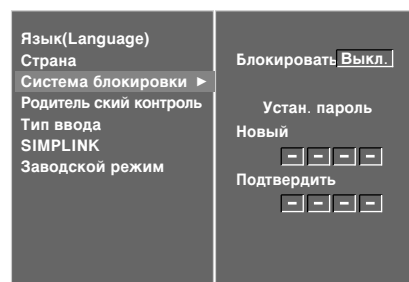 Язык(Language)
Страна
Система блокировки ►
Родитель ский контроль
Тип ввода
SIMPLINK
Заводской режим
Блокировать Выкл.
Устан. пароль
Новый
– – – –
Подтвердить
– – – –